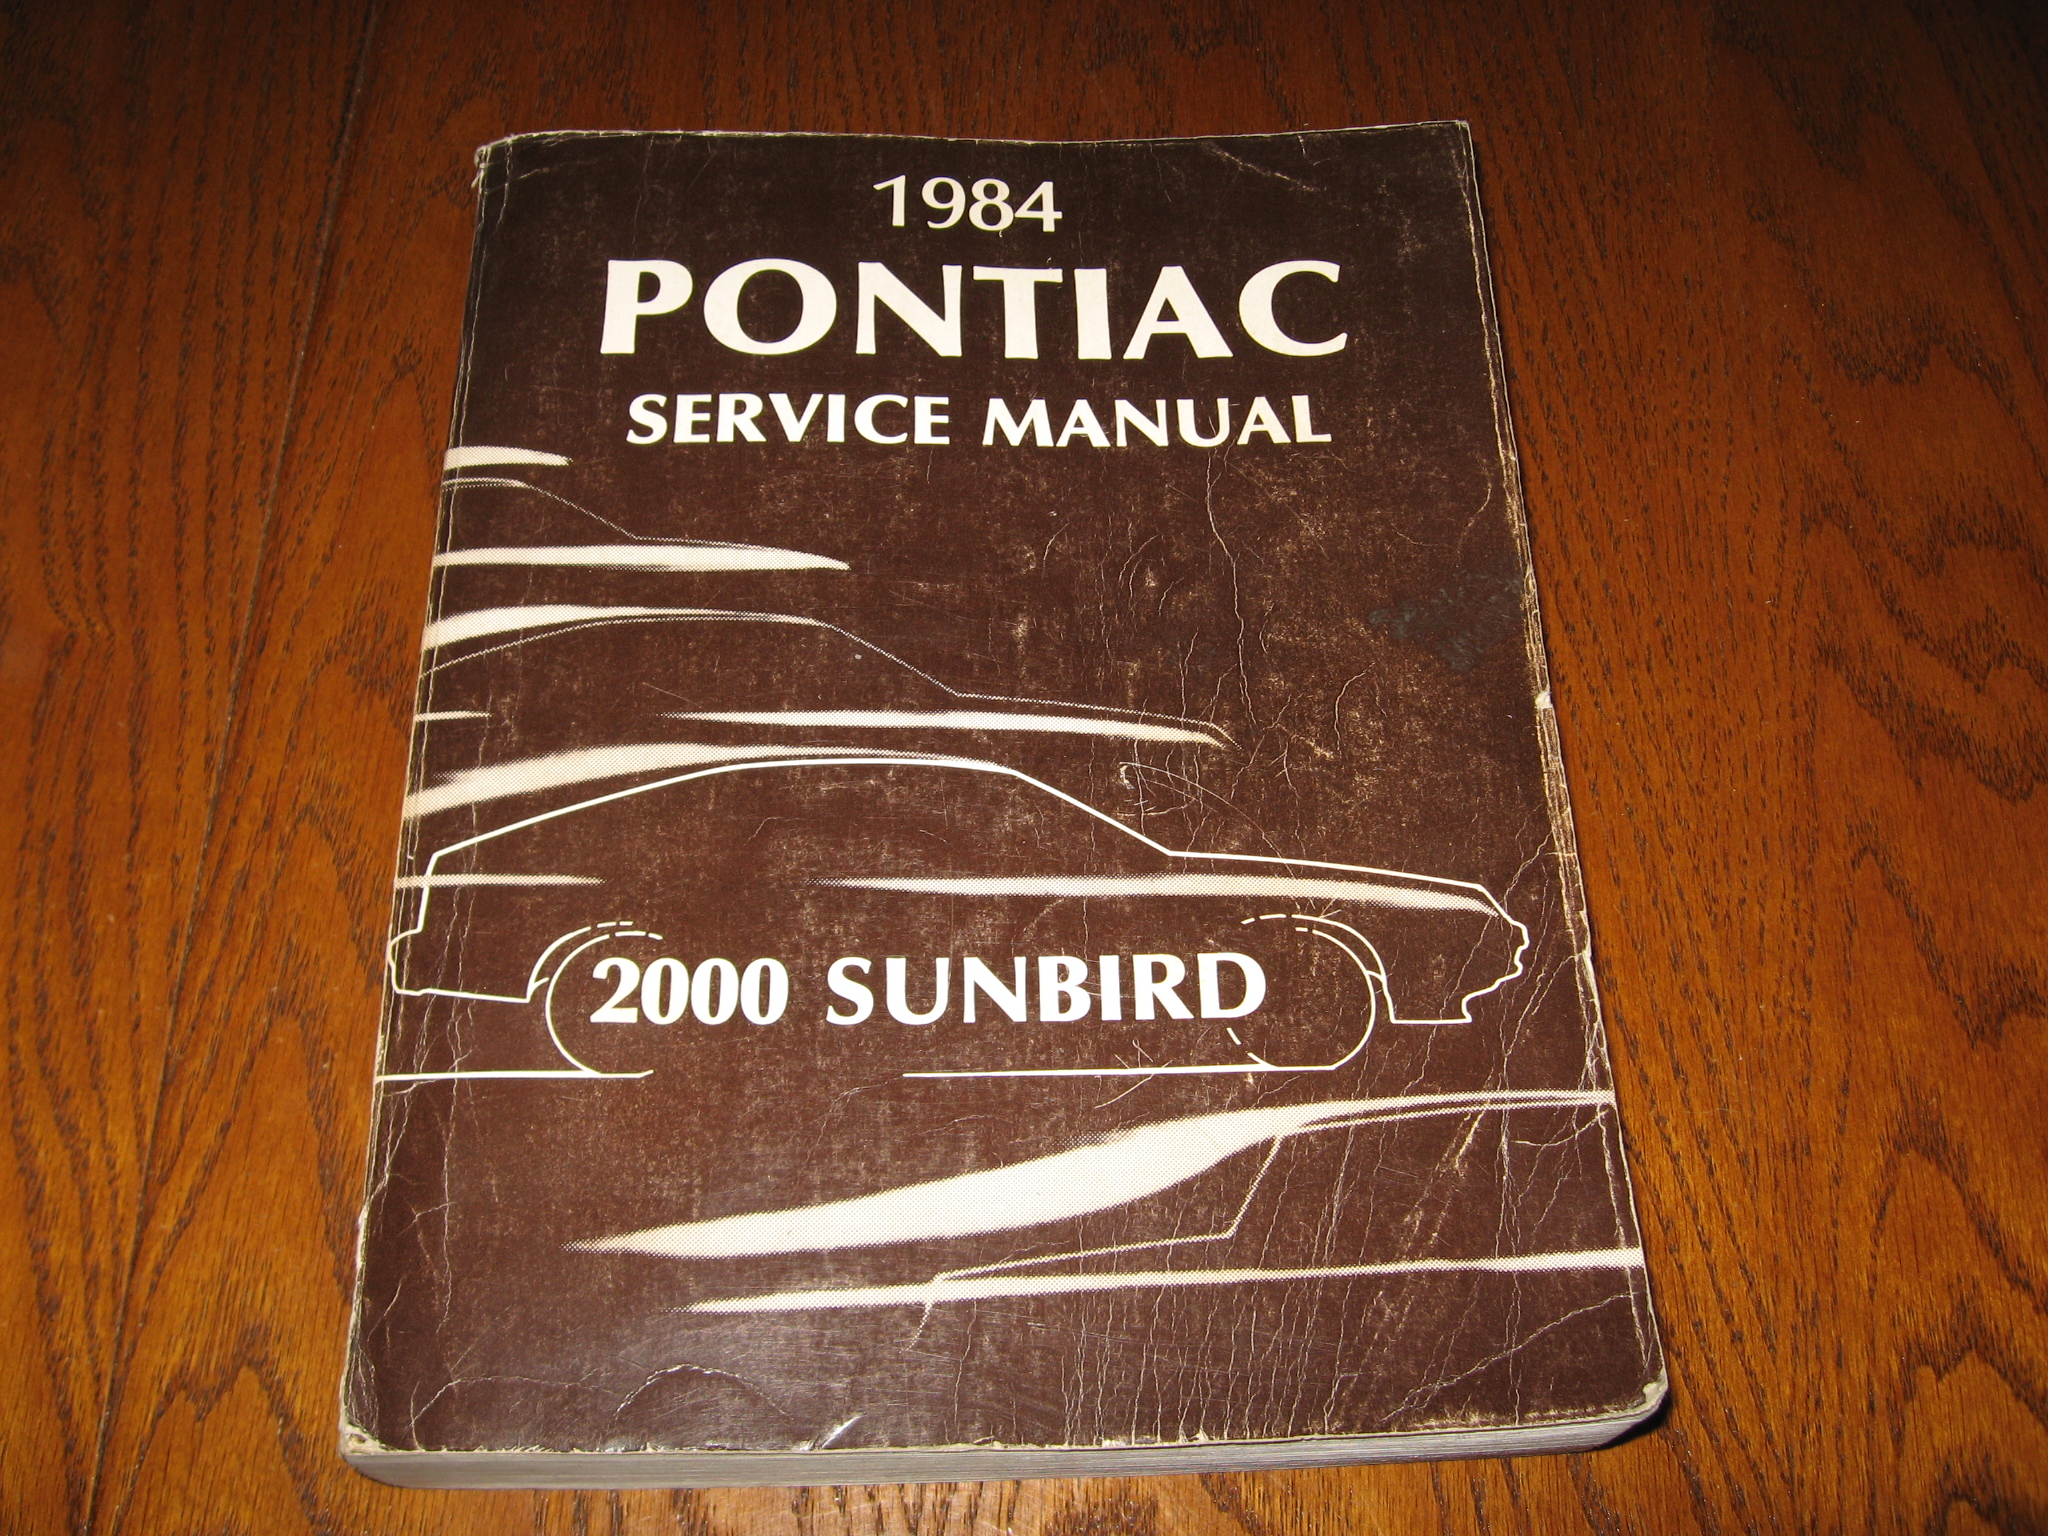 1984
PONTIAC
SERVICE MANUAL
2000 SUNBIRD